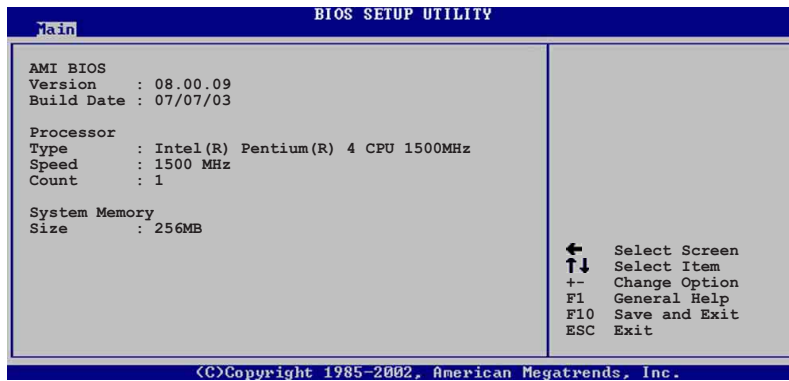 BIOS SETUP UTILITY
Main
AMI BIOS
Version : 08.00.09
Build Date : 07/07/03
Processor
Type : Intel(R) Pentium(R) 4 CPU 1500MHz
Speed : 1500 MHz
Count : 1
System Memory
Size : 256MB
← Select Screen
↑↓ Select Item
+- Change Option
F1 General Help
F10 Save and Exit
ESC Exit
(C)Copyright 1985-2002, American Megatrends, Inc.